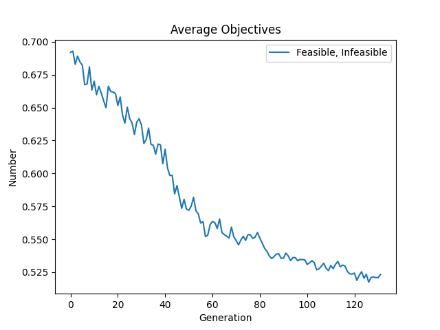 Average Objectives
Feasible, Infeasible
Number
0.700
0.675
0.650
0.625
0.600
0.575
0.550
0.525
0 20 40 60 80 100 120
Generation